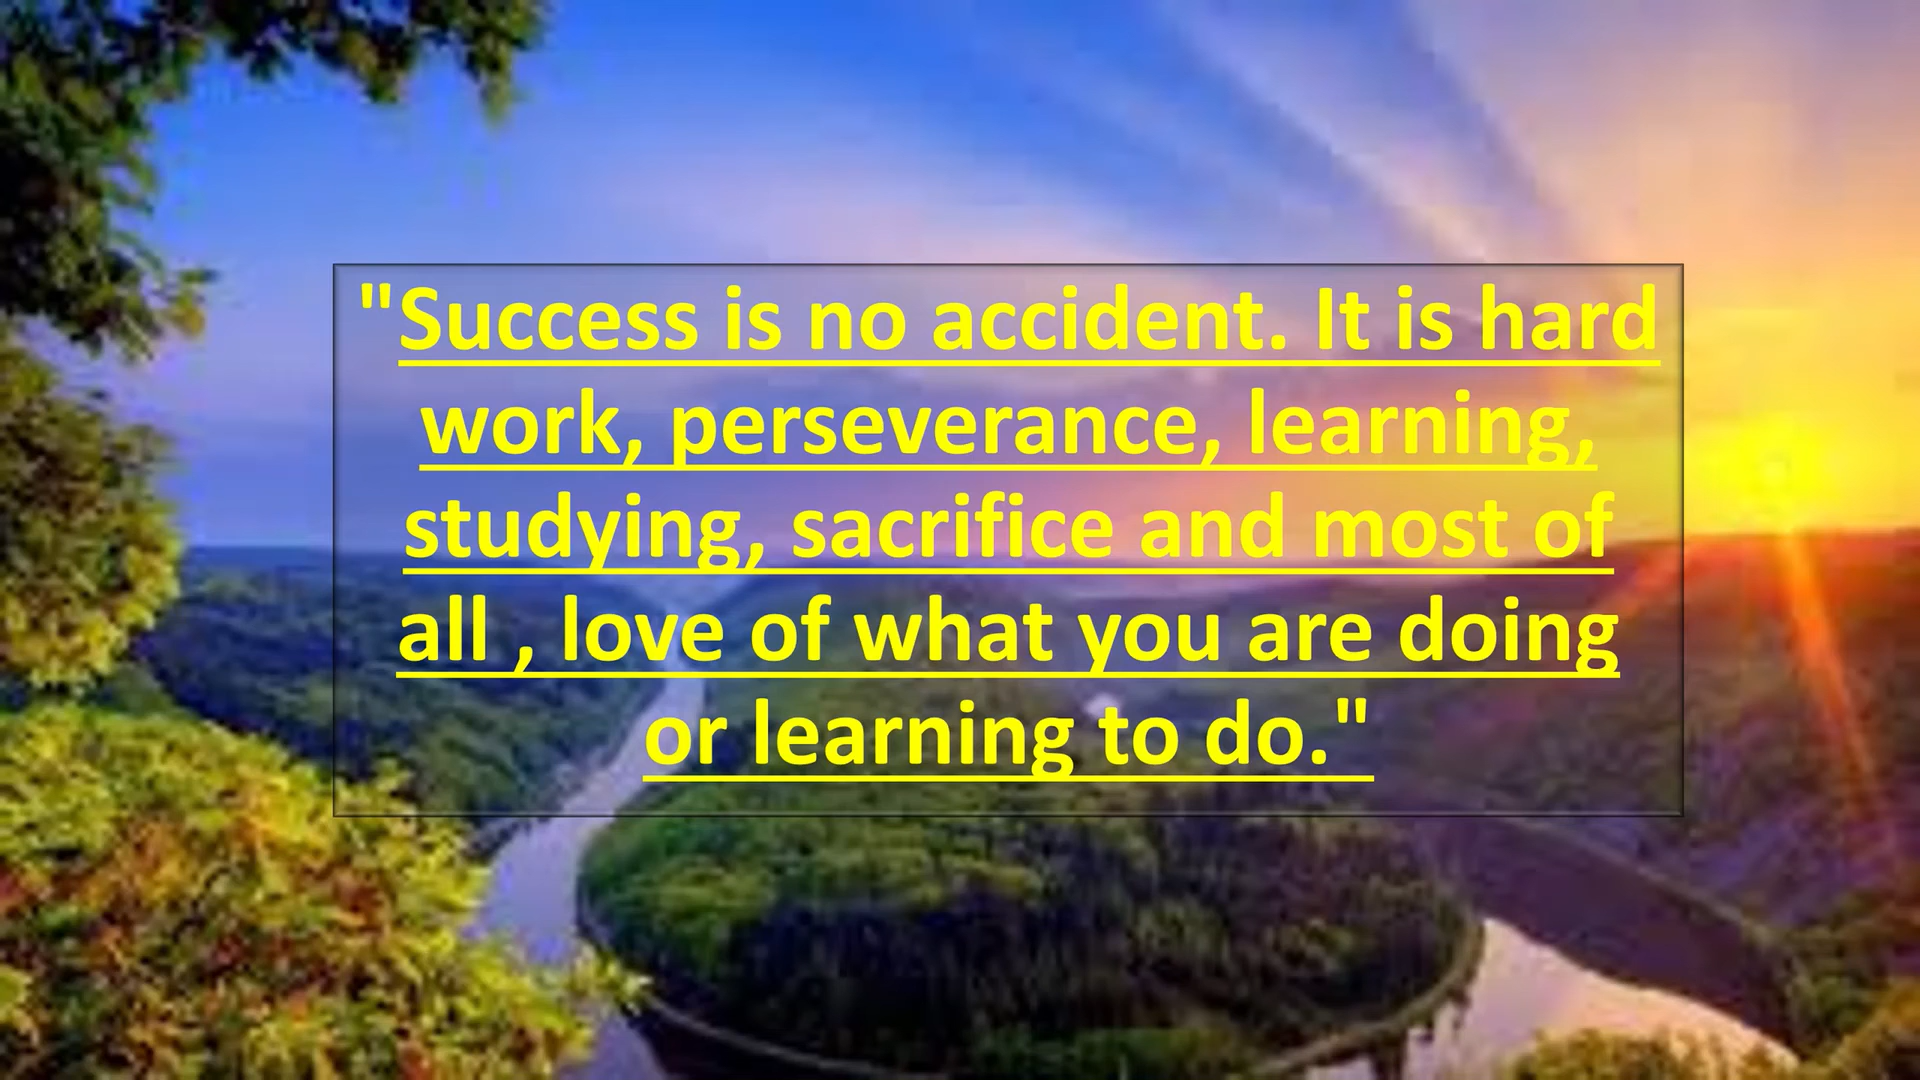 "Success is no accident. It is hard
work, perseverance, learning,
studying, sacrifice and most of
all , love of what you are doing
or learning to do."